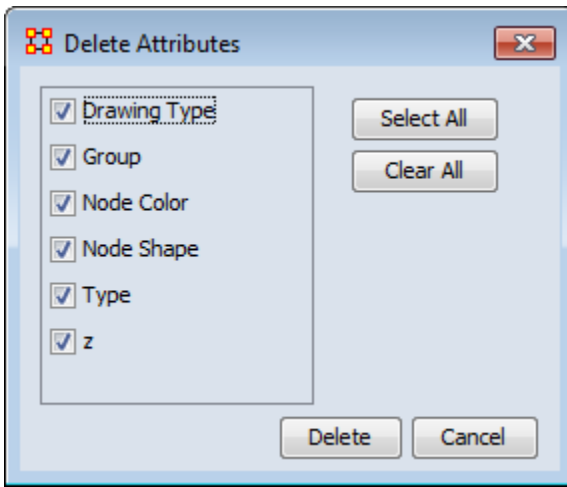 Delete Attributes
Drawing Type
Group
Node Color
Node Shape
Type
z
Select All
Clear All
Delete
Cancel